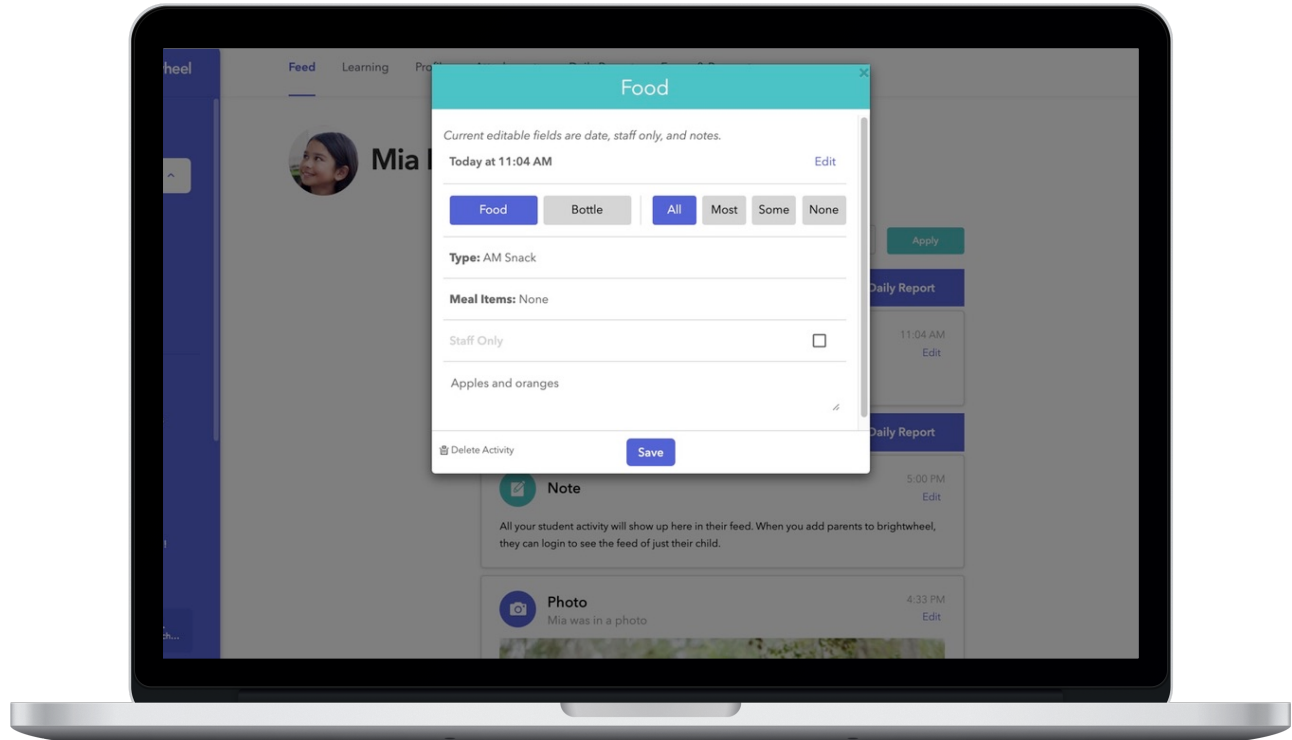 heel
Feed Learning
Food
×
Current editable fields are date, staff only, and notes.
Today at 11:04 AM Edit
Mia
Food Bottle All Most Some None
Apply
Type: AM Snack
Daily Report
Meal Items: None
11:04 AM
Staff Only
Edit
Apples and oranges
Daily Report
Delete Activity Save
Note 5:00 PM
Edit
All your student activity will show up here in their feed. When you add parents to brightwheel,
they can login to see the feed of just their child.
Photo 4:33 PM
Mia was in a photo Edit